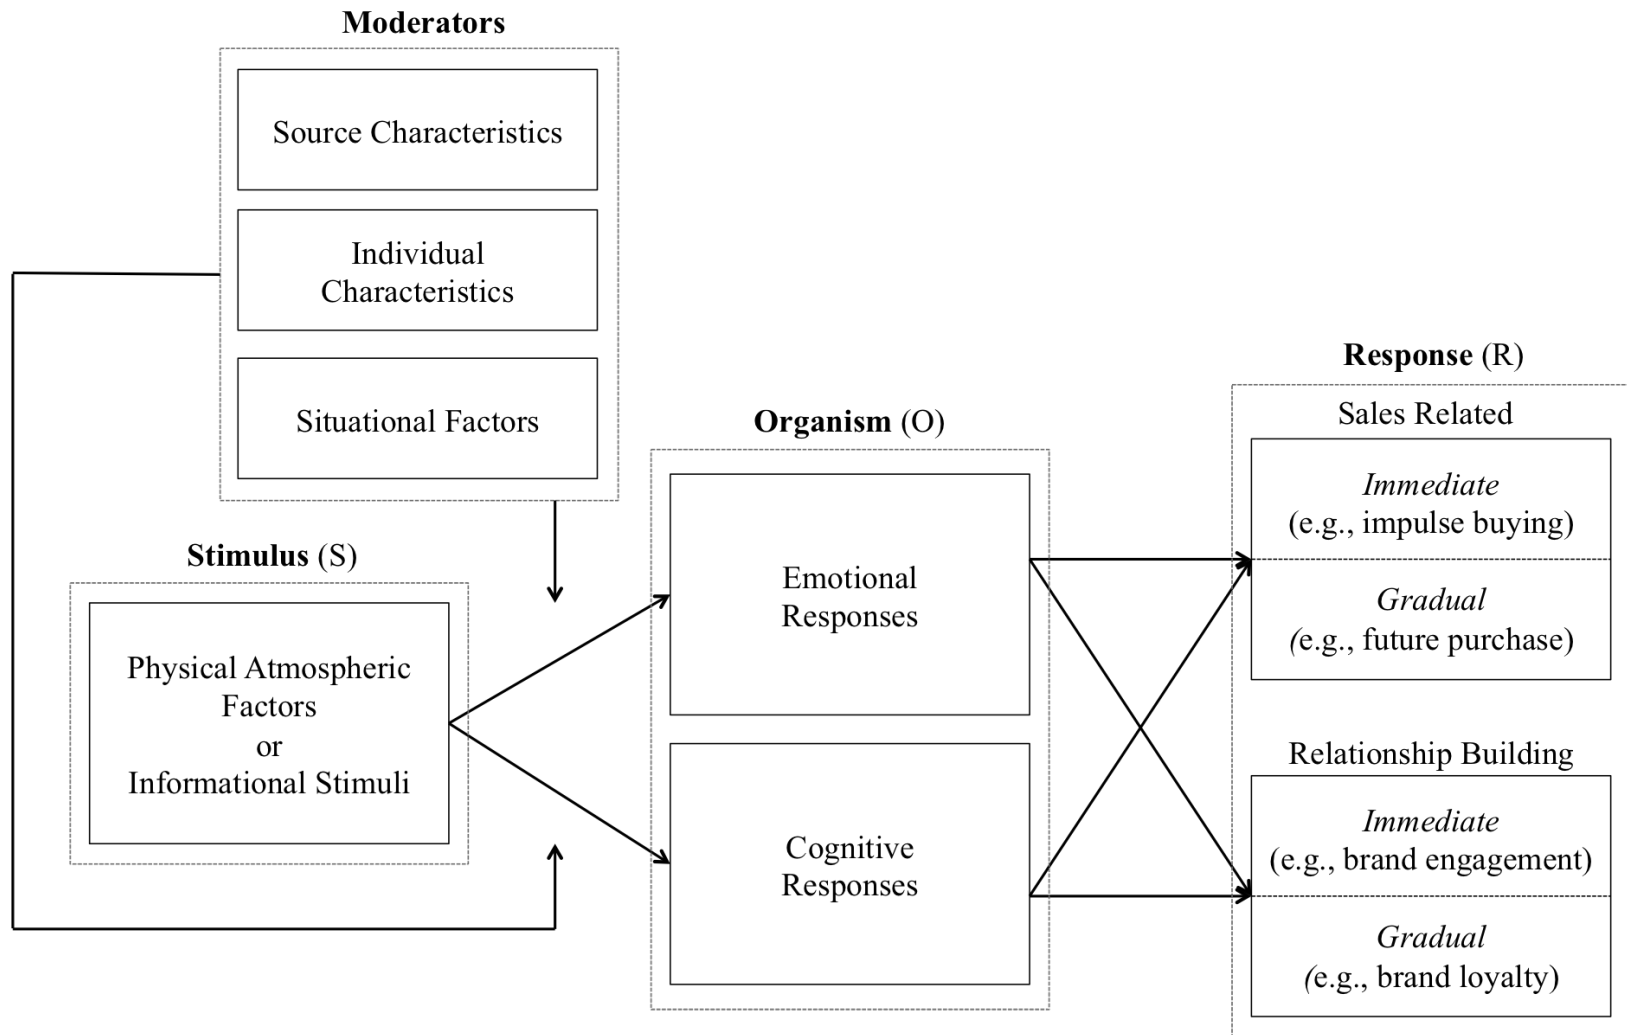 Moderators
Source Characteristics
Individual
Characteristics
Situational Factors
Stimulus (S)
Physical Atmospheric
Factors
or
Informational Stimuli
Organism (O)
Emotional
Responses
Cognitive
Responses
Response (R)
Sales Related
Immediate
(e.g., impulse buying)
Gradual
(e.g., future purchase)
Relationship Building
Immediate
(e.g., brand engagement)
Gradual
(e.g., brand loyalty)